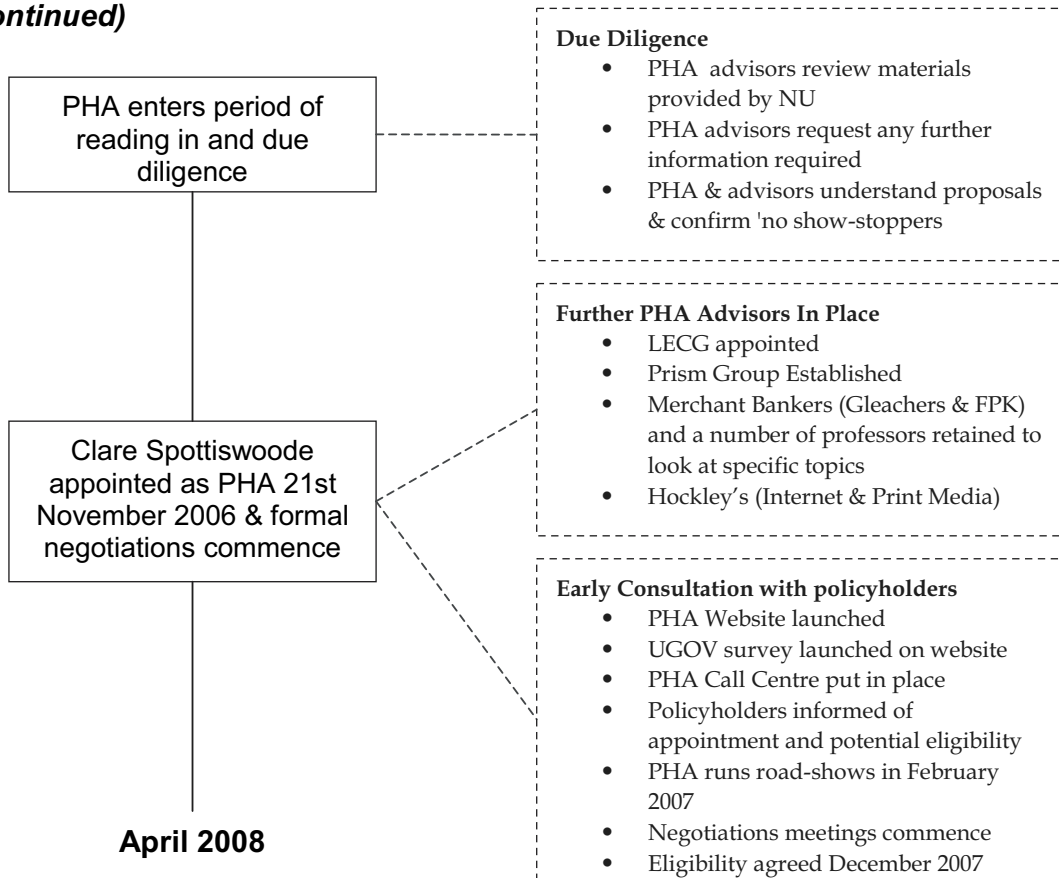 ontinued)
PHA enters period of
reading in and due
diligence
Due Diligence
• PHA advisors review materials
provided by NU
• PHA advisors request any further
information required
• PHA & advisors understand proposals
& confirm 'no show-stoppers
Clare Spottiswoode
appointed as PHA 21st
November 2006 & formal
negotiations commence
Further PHA Advisors In Place
• LECG appointed
• Prism Group Established
• Merchant Bankers (Gleachers & FPK)
and a number of professors retained to
look at specific topics
• Hockley's (Internet & Print Media)
Early Consultation with policyholders
• PHA Website launched
• UGOV survey launched on website
• PHA Call Centre put in place
• Policyholders informed of
appointment and potential eligibility
• PHA runs road-shows in February
2007
• Negotiations meetings commence
• Eligibility agreed December 2007
April 2008